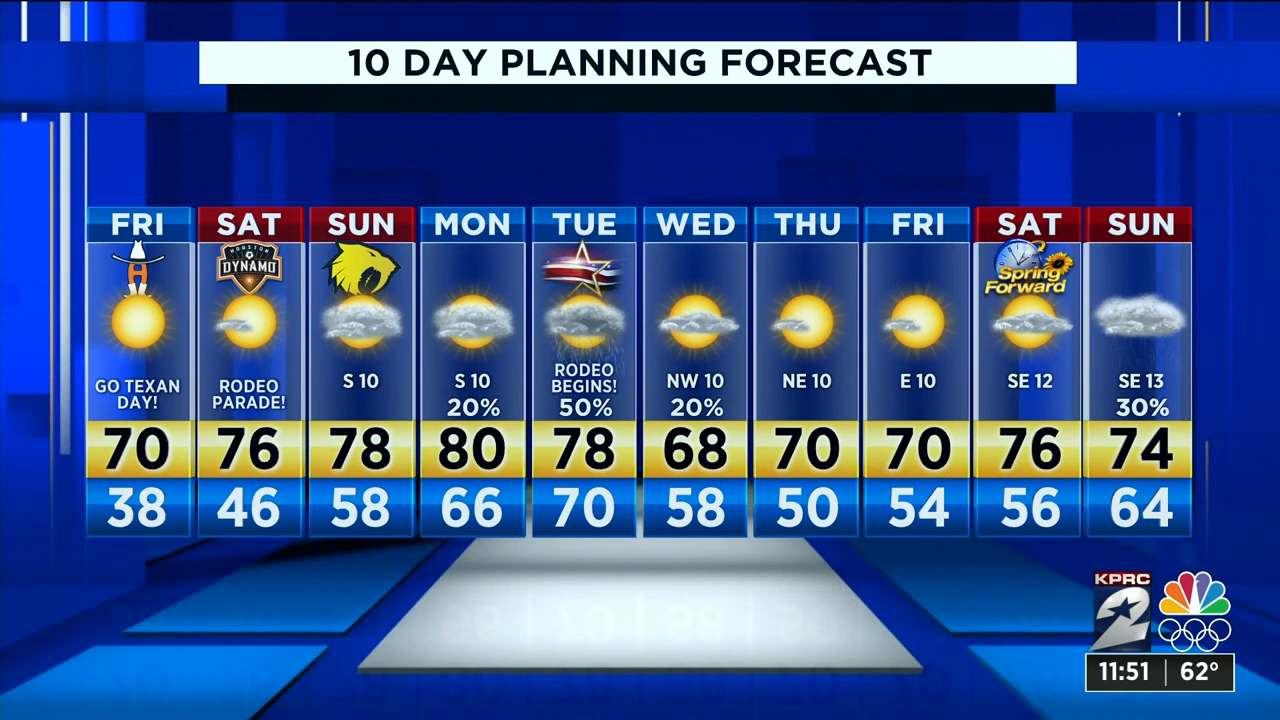 10 DAY PLANNING FORECAST
FRI SAT SUN MON TUE WED THU FRI SAT SUN
HOUSTON
DYNAMO
Spring
Forward
GO TEXAN
DAY!
RODEO
PARADE!
S 10
S 10
20%
RODEO
BEGINS!
50%
NW 10
20%
NE 10
E 10
SE 12
SE 13
30%
70 76 78 80 78 68 70 70 76 74
38 46 58 66 70 58 50 54 56 64
KPRC
2
11:51 62°